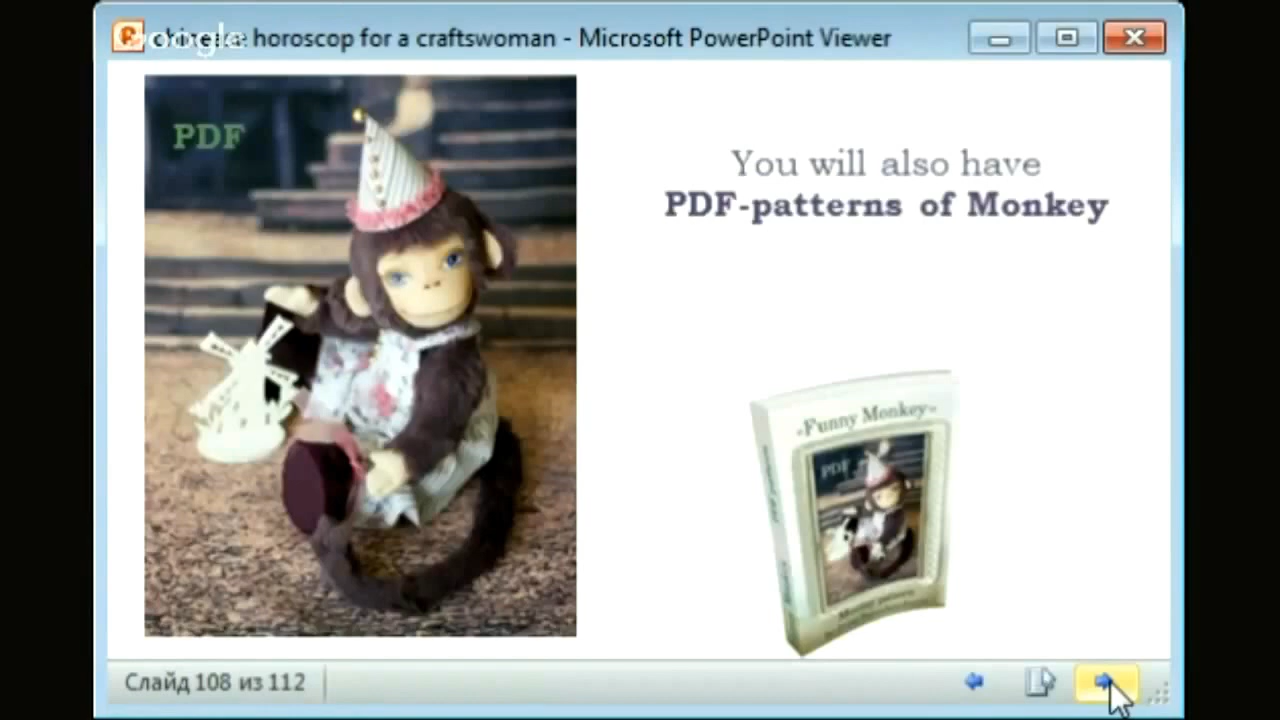 Google
horoscop for a craftswoman - Microsoft PowerPoint Viewer
PDF
You will also have
PDF-patterns of Monkey
«Funny Monkey»
PDF
Слайд 108 из 112